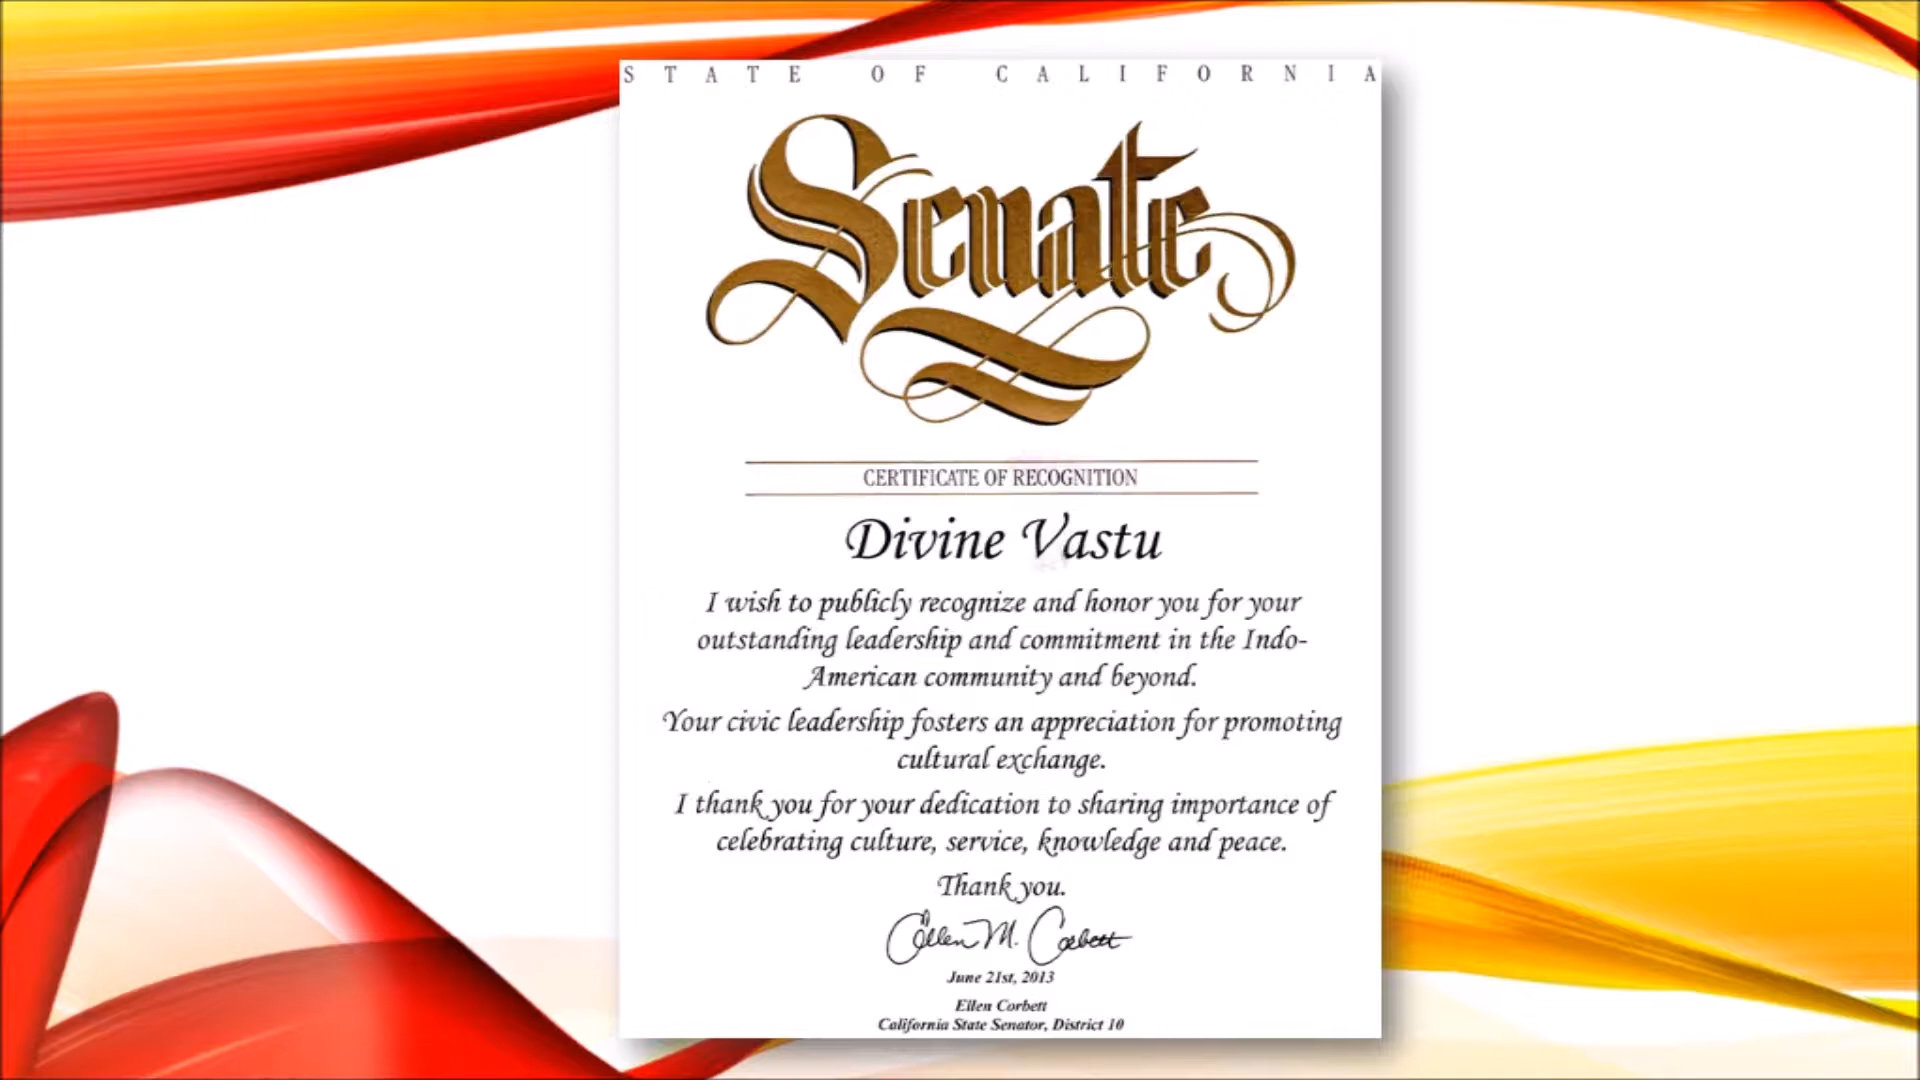 STATE OF CALIFORNIA
Senate
CERTIFICATE OF RECOGNITION
Divine Vastu
I wish to publicly recognize and honor you for your
outstanding leadership and commitment in the Indo-
American community and beyond.
Your civic leadership fosters an appreciation for promoting
cultural exchange.
I thank you for your dedication to sharing importance of
celebrating culture, service, knowledge and peace.
Thank you.
Ellen M. Corbett
June 21st, 2013
Ellen Corbett
California State Senator, District 10